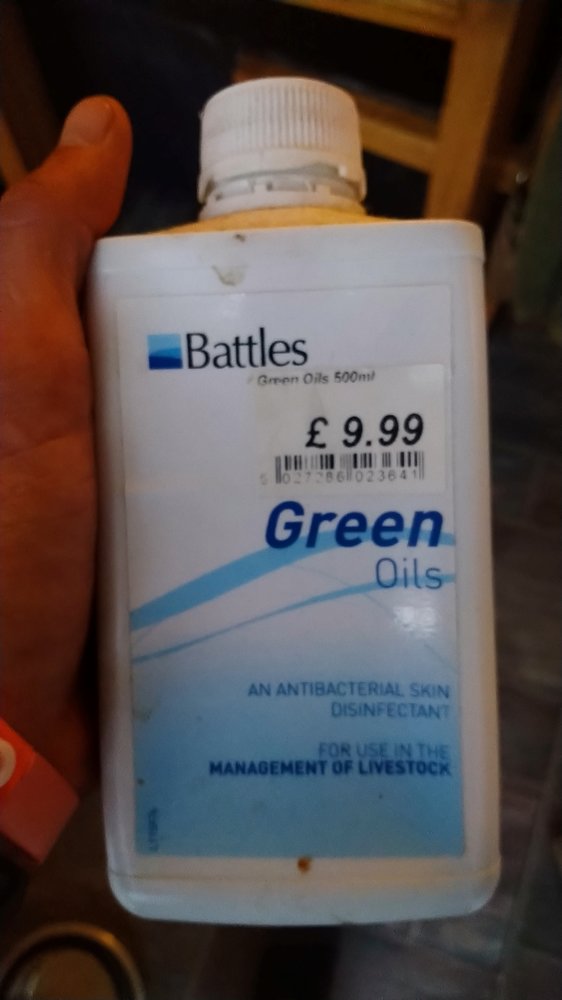 Battles
Green Oils 500ml
£ 9.99
5 027286 023641
Green
Oils
AN ANTIBACTERIAL SKIN
DISINFECTANT
FOR USE IN THE
MANAGEMENT OF LIVESTOCK